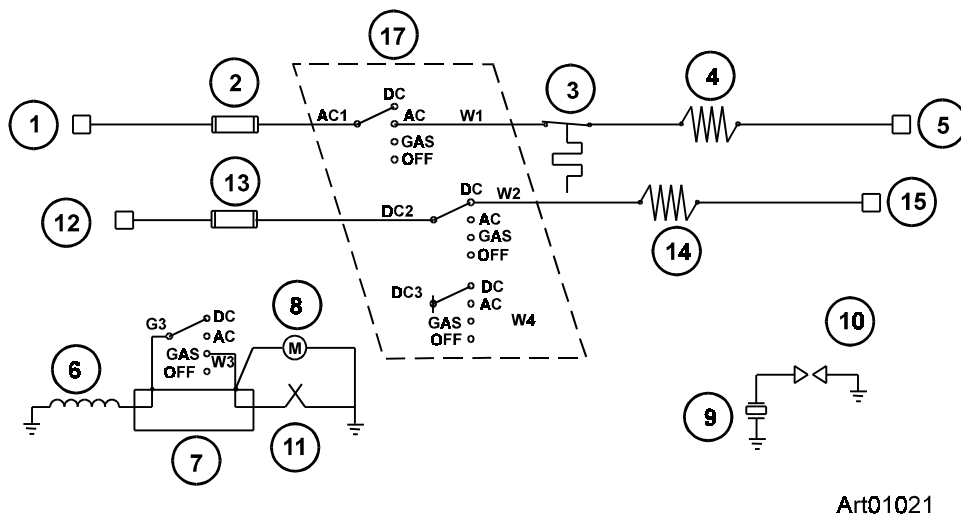 17
2
3
4
1
DC
AC1
AC
W1
5
GAS
OFF
13
DC
W2
12
DC2
15
AC
GAS
OFF
14
DC
DC3
AC
8
10
GAS
W4
OFF
DC
G3
AC
GAS
W3
OFF
M
6
9
7
11
Art01021